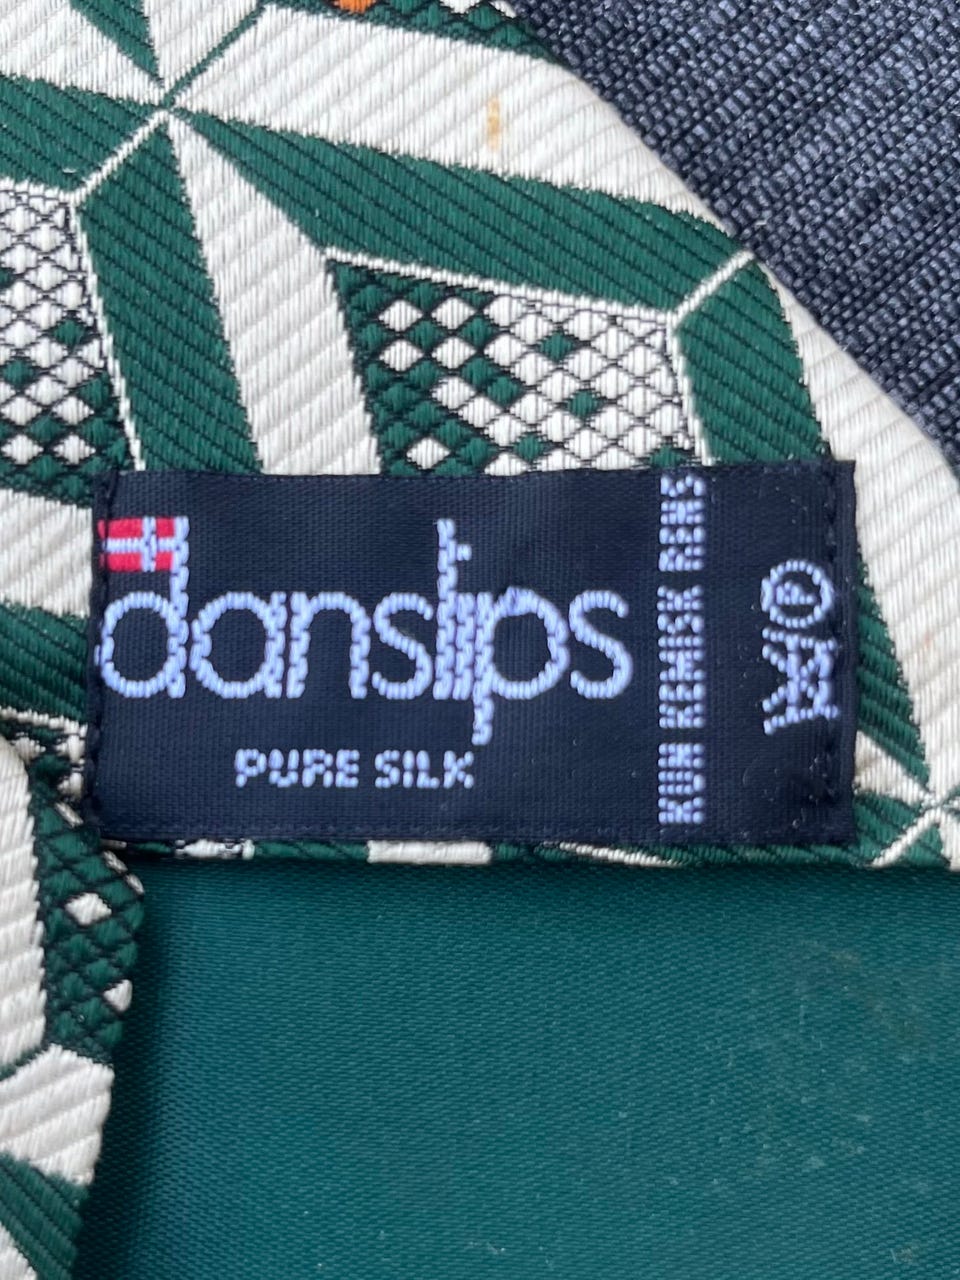 danslips
PURE SILK
KUN KEMISK RENS
P